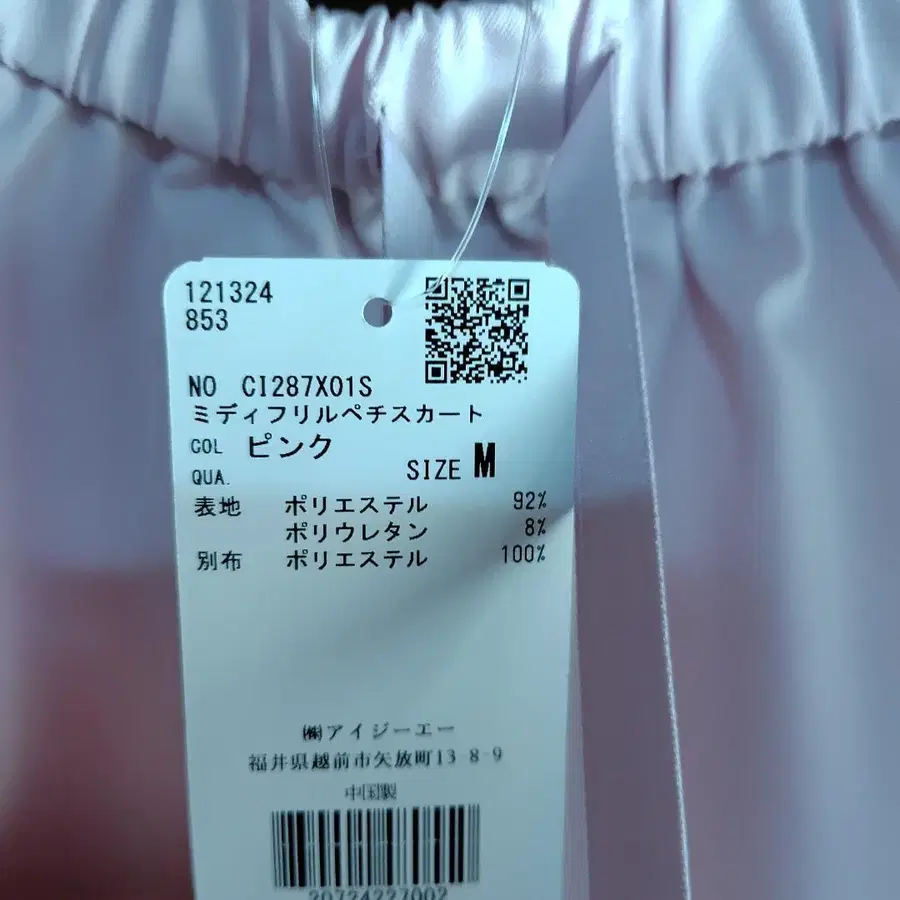 121324
853
NO CI287X01S
ミディフリルペチスカート
COL ピンク
QUA. SIZE M
表地 ポリエステル 92%
ポリウレタン 8%
別布 ポリエステル 100%
㈱アイジーエー
福井県越前市矢放町13 8-9
中国製
20724227002